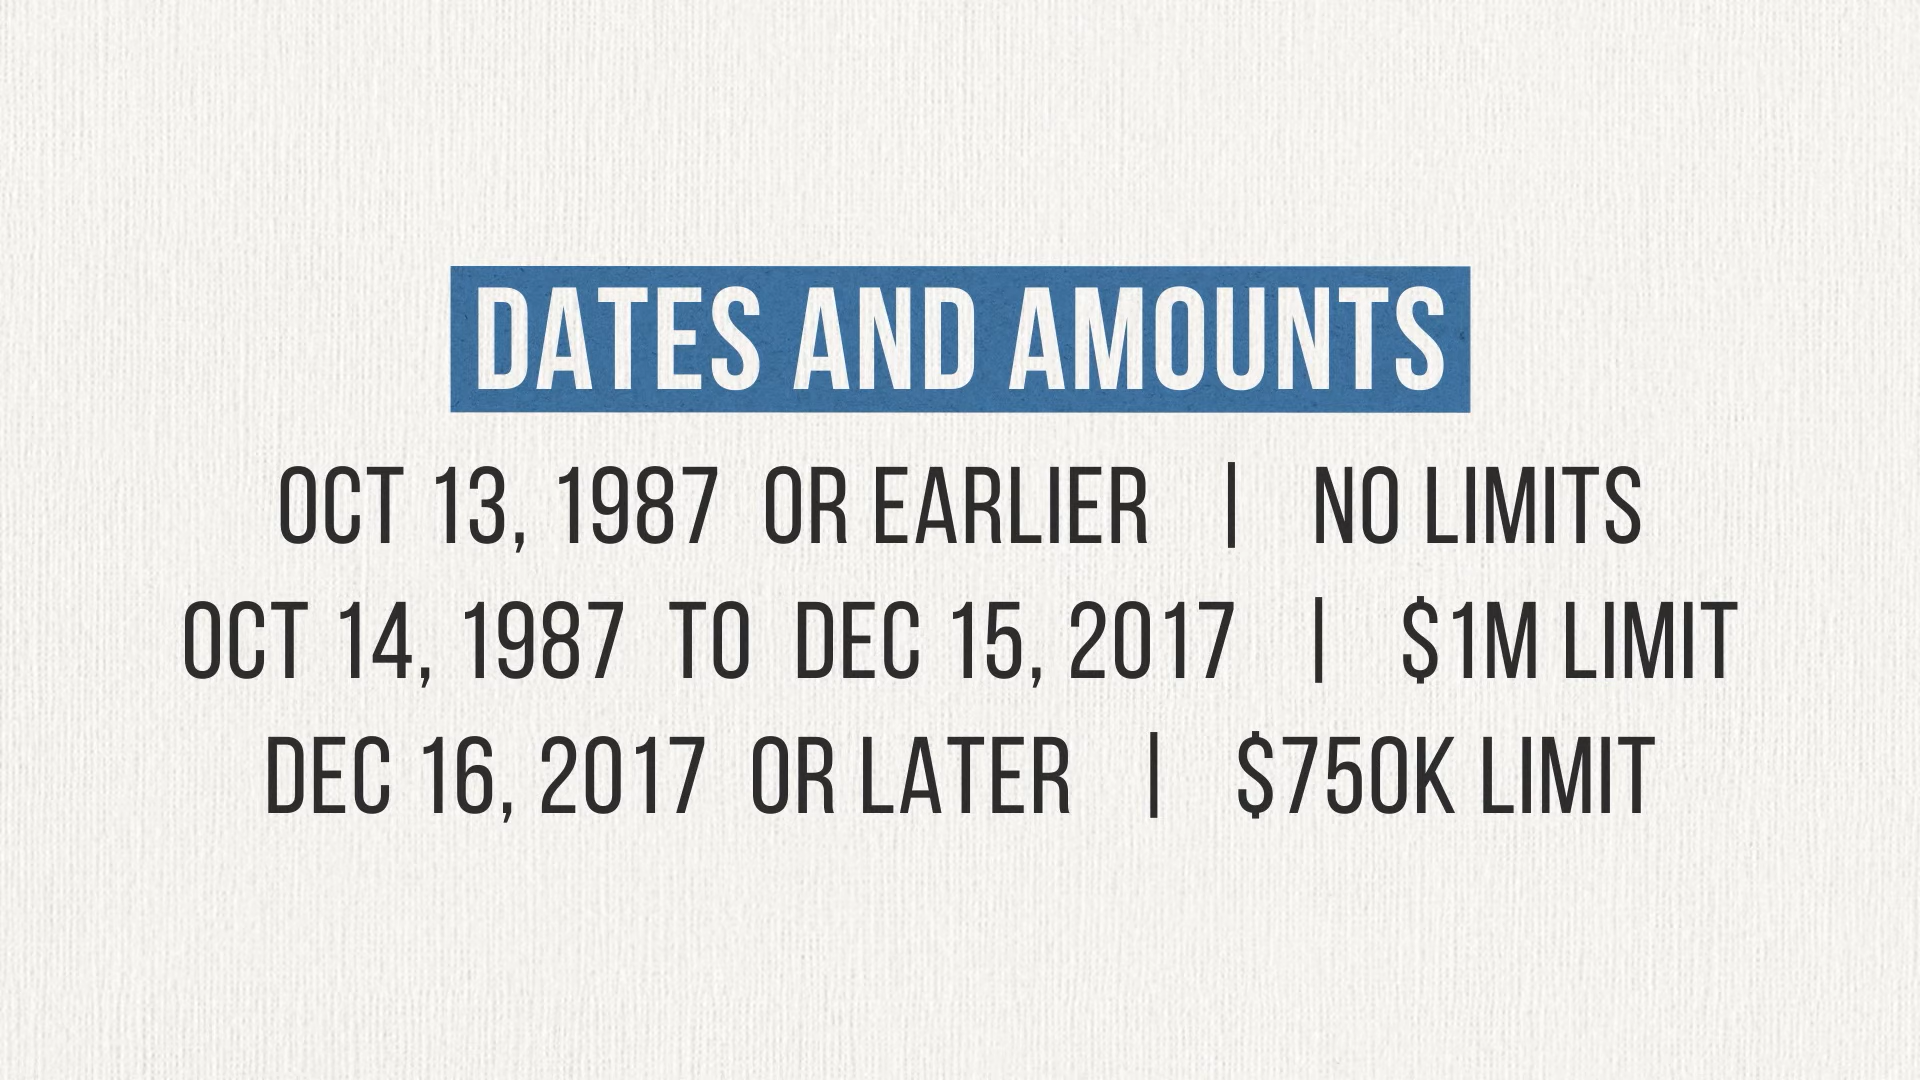 DATES AND AMOUNTS
OCT 13, 1987 OR EARLIER | NO LIMITS
OCT 14, 1987 TO DEC 15, 2017 | $1M LIMIT
DEC 16, 2017 OR LATER | $750K LIMIT